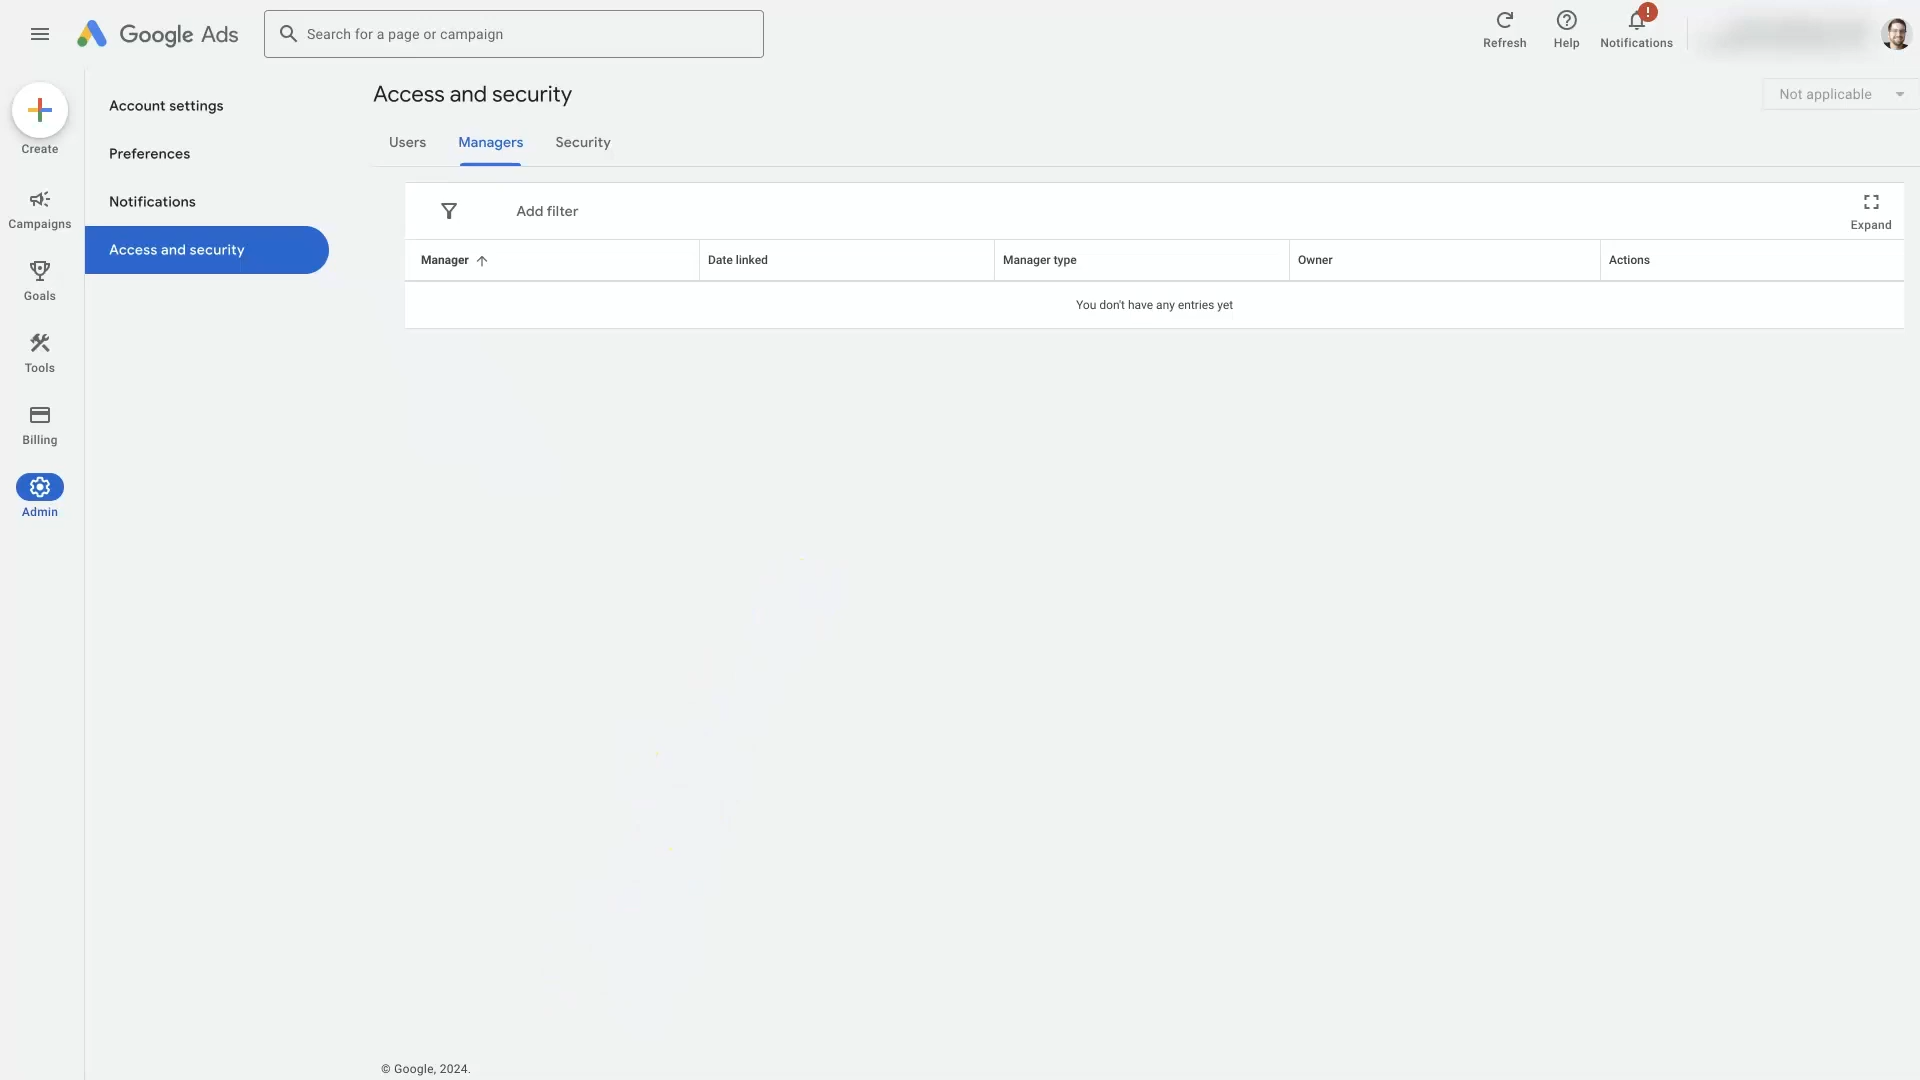 Google Ads
Search for a page or campaign
Refresh
Help
Notifications
!
Create
Campaigns
Goals
Tools
Billing
Admin
Account settings
Preferences
Notifications
Access and security
Access and security
Not applicable
Users
Managers
Security
Add filter
Expand
Manager
Date linked
Manager type
Owner
Actions
You don't have any entries yet
© Google, 2024.